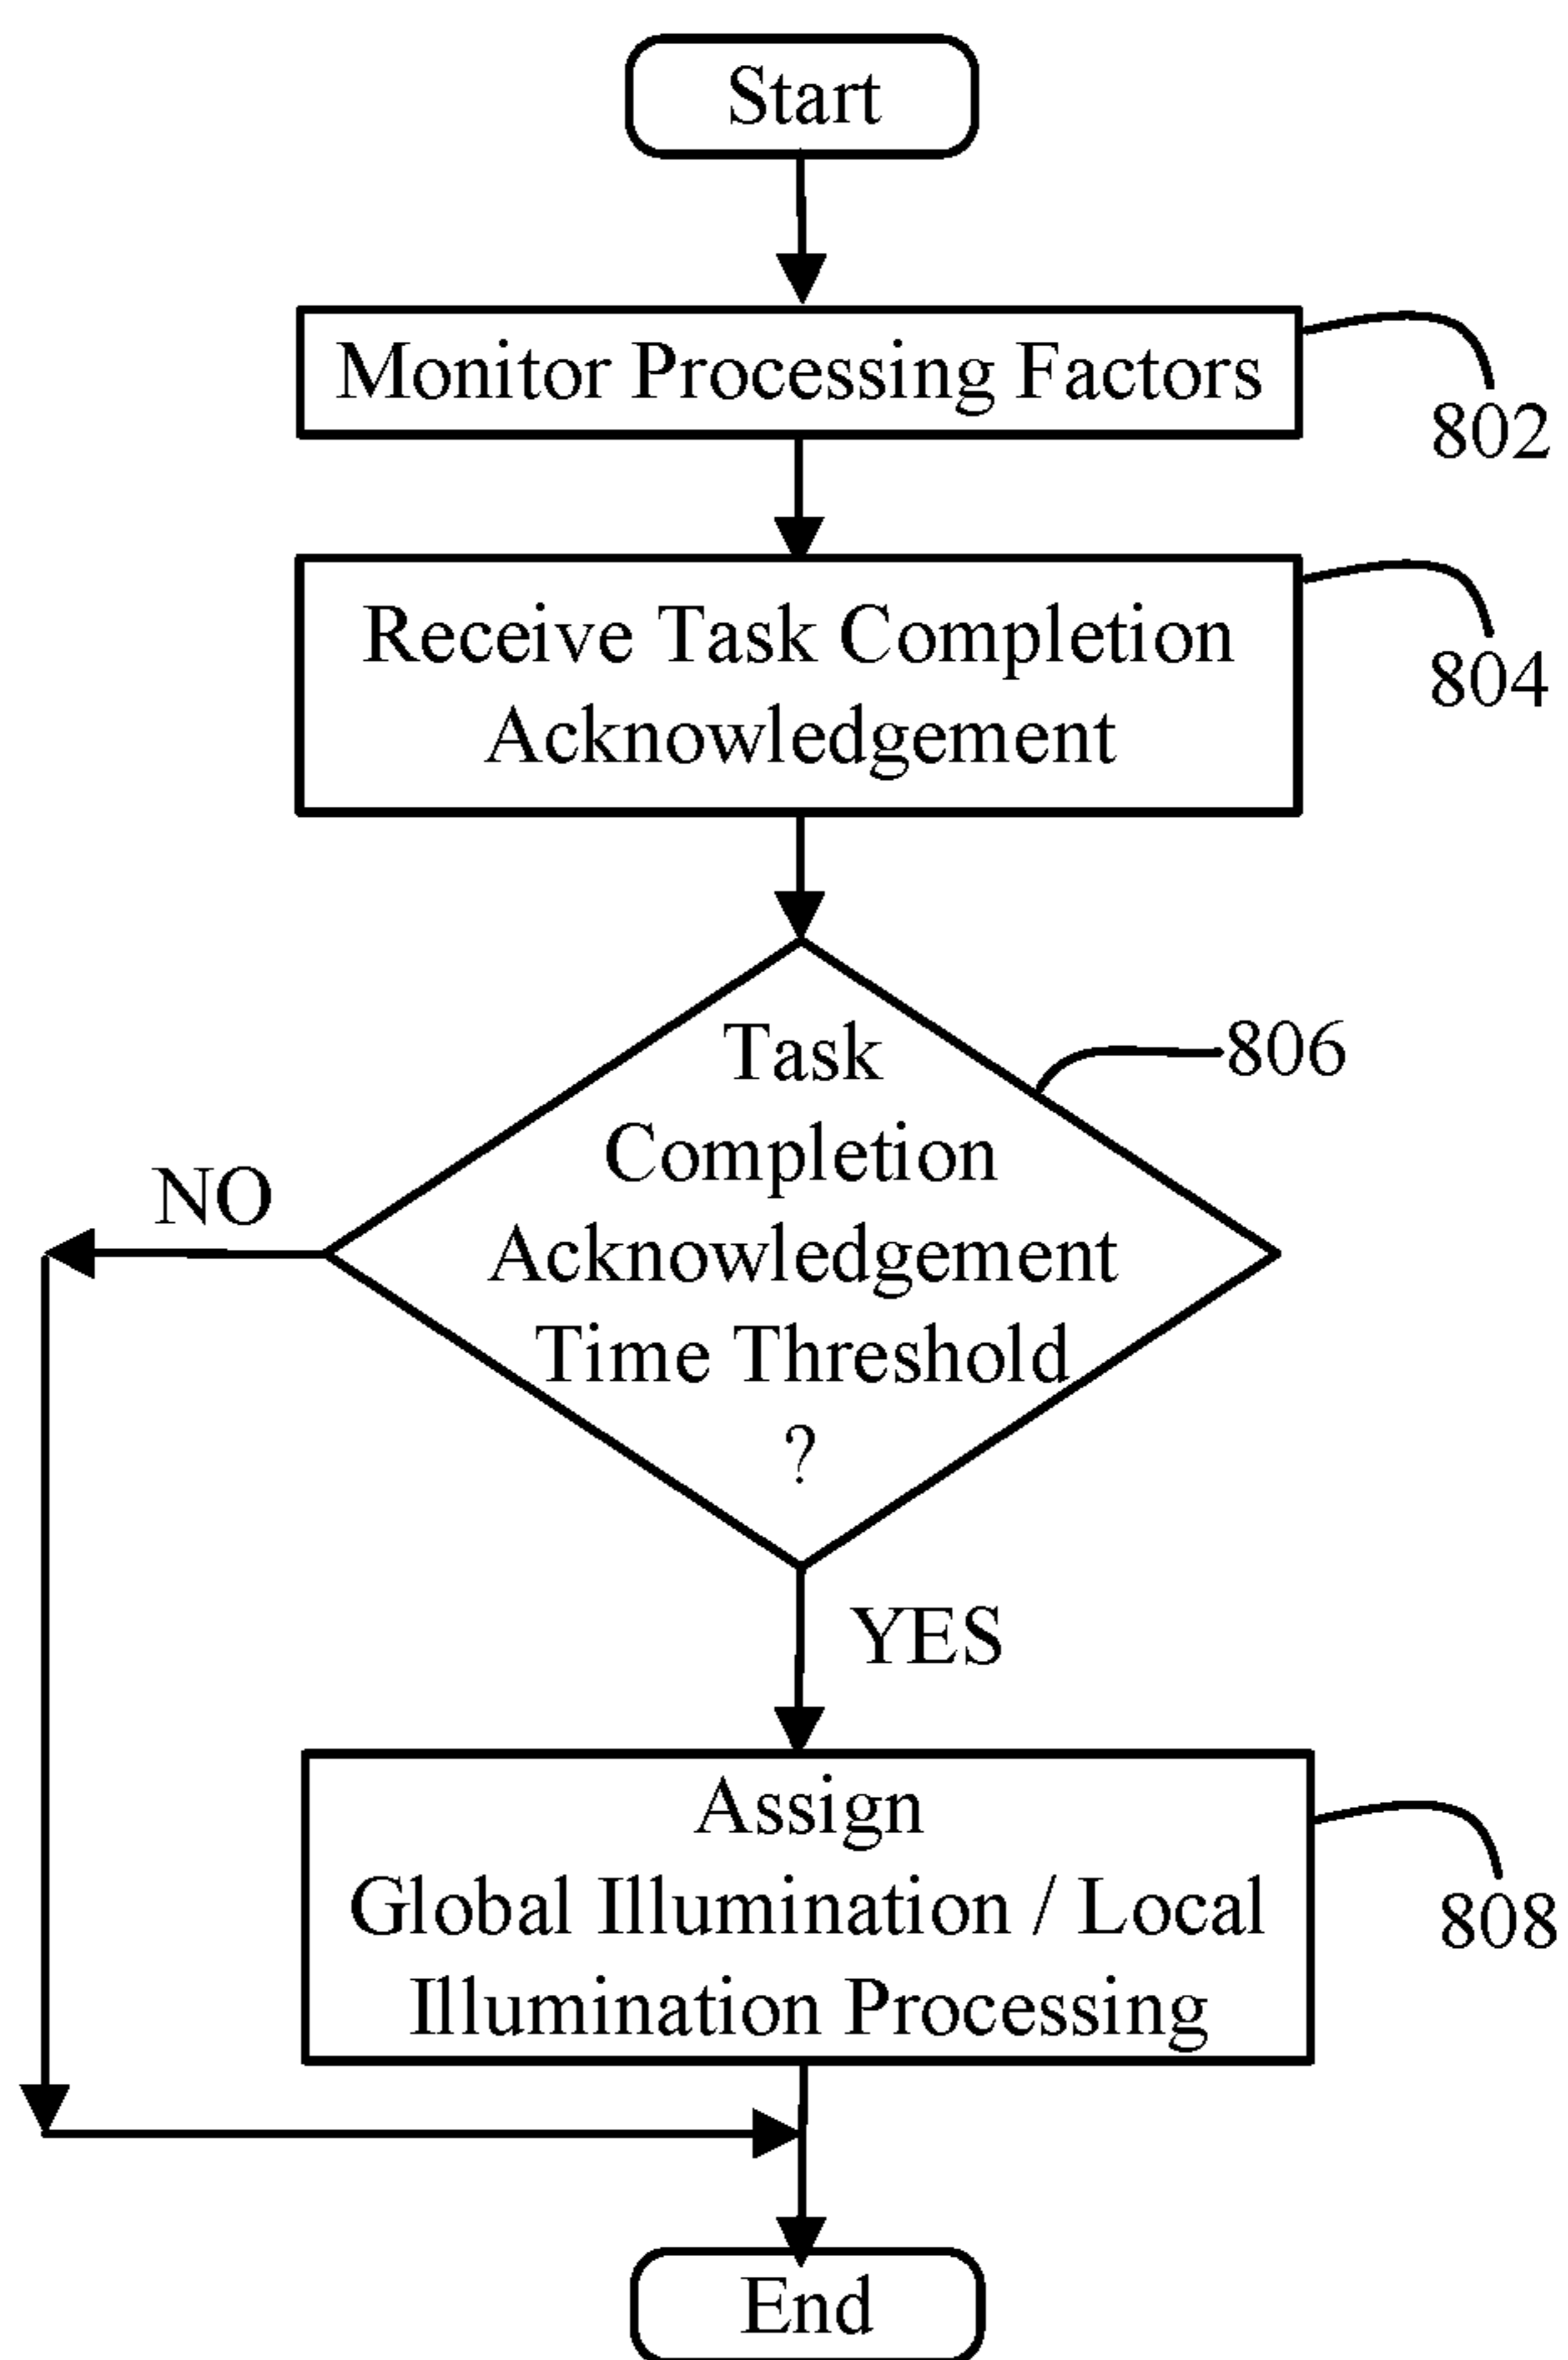 Start
Monitor Processing Factors
802
Receive Task Completion
Acknowledgement
804
Task
Completion
Acknowledgement
Time Threshold
?
806
NO
YES
Assign
Global Illumination / Local
Illumination Processing
808
End